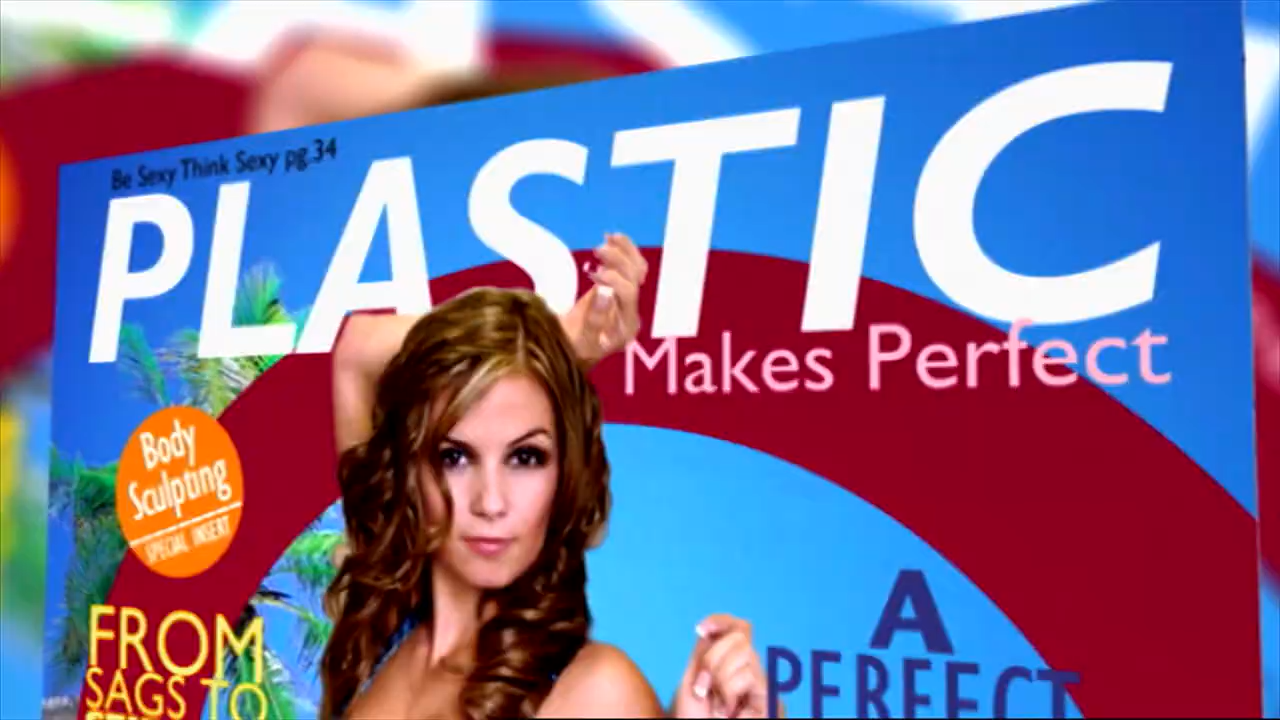 Be Sexy Think Sexy pg.34
PLASTIC
Makes Perfect
Body
Sculpting
SPECIAL INSERT
FROM
SAGS TO
A
PERFECT